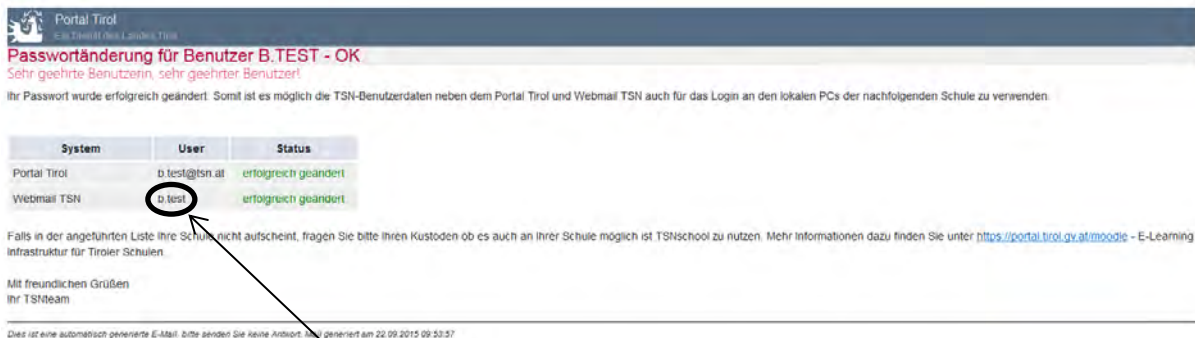 Portal Tirol
Ein Dienst des Landes Tirol
Passwortänderung für Benutzer B.TEST - OK
Sehr geehrte Benutzerin, sehr geehrter Benutzer!
Ihr Passwort wurde erfolgreich geändert. Somit ist es möglich die TSN-Benutzerdaten neben dem Portal Tirol und Webmail TSN auch für das Login an den lokalen PCs der nachfolgenden Schule zu verwenden.
System User Status
Portal Tirol b.test@tsn.at erfolgreich geändert
Webmail TSN b.test erfolgreich geändert
Falls in der angeführten Liste Ihre Schule nicht aufscheint, fragen Sie bitte Ihren Kustoden ob es auch an Ihrer Schule möglich ist TSNschool zu nutzen. Mehr Informationen dazu finden Sie unter https://portal.tirol.gv.at/moodle - E-Learning
Infrastruktur für Tiroler Schulen.
Mit freundlichen Grüßen
Ihr TSNteam
Dies ist eine automatisch generierte E-Mail, bitte senden Sie keine Antwort. Mail generiert am 22.09.2015 09:53:57